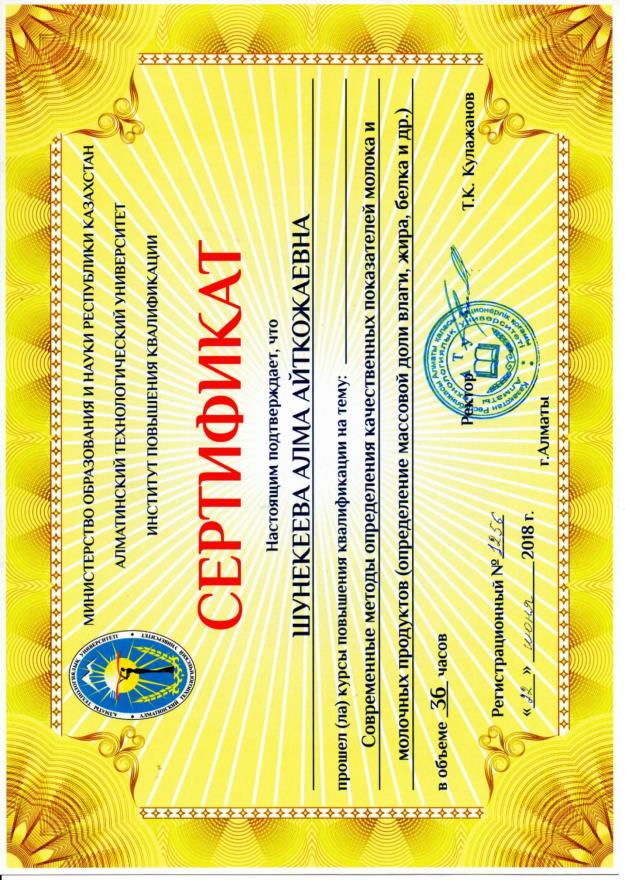 МИНИСТЕРСТВО ОБРАЗОВАНИЯ И НАУКИ РЕСПУБЛИКИ КАЗАХСТАН
АЛМАТИНСКИЙ ТЕХНОЛОГИЧЕСКИЙ УНИВЕРСИТЕТ
ИНСТИТУТ ПОВЫШЕНИЯ КВАЛИФИКАЦИИ
СЕРТИФИКАТ
Настоящим подтверждает, что
ШУНЕКЕЕВА АЛМА АЙТКОЖАЕВНА
прошел (ла) курсы повышения квалификации на тему:
Современные методы определения качественных показателей молока и
молочных продуктов (определение массовой доли влаги, жира, белка и др.)
в объеме 36 часов
Ректор Т.К. Кулажанов
Регистрационный № 1256
« 22 » июня 2018 г. г.Алматы